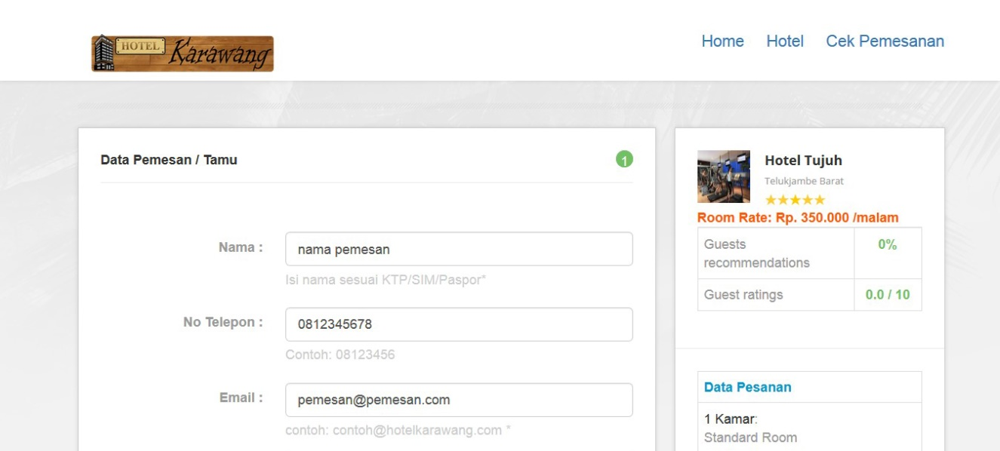 HOTEL Karawang
Home Hotel Cek Pemesanan
Data Pemesan / Tamu
1
Nama :
nama pemesan
Isi nama sesuai KTP/SIM/Paspor*
No Telepon :
0812345678
Contoh: 08123456
Email :
pemesan@pemesan.com
contoh: contoh@hotelkarawang.com *
Hotel Tujuh
Telukjambe Barat
Room Rate: Rp. 350.000 /malam
Guests 0%
recommendations
Guest ratings 0.0 / 10
Data Pesanan
1 Kamar:
Standard Room